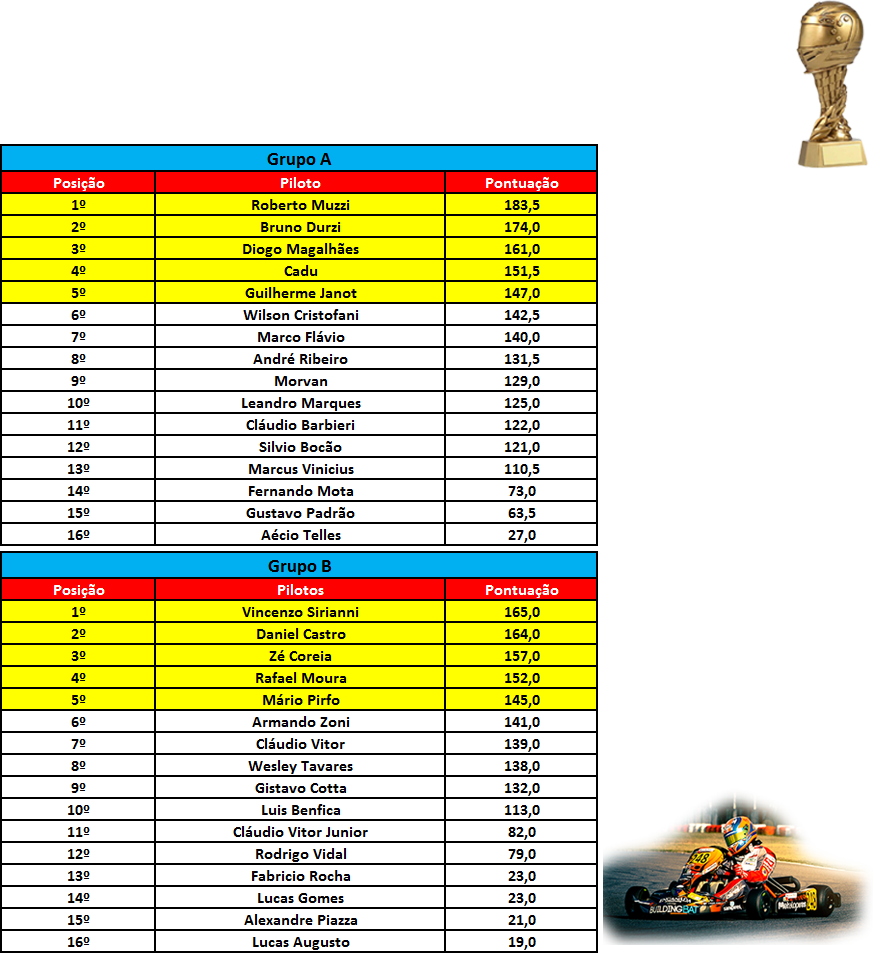 Grupo A
Posição Piloto Pontuação
1º Roberto Muzzi 183,5
2º Bruno Durzi 174,0
3º Diogo Magalhães 161,0
4º Cadu 151,5
5º Guilherme Janot 147,0
6º Wilson Cristofani 142,5
7º Marco Flávio 140,0
8º André Ribeiro 131,5
9º Morvan 129,0
10º Leandro Marques 125,0
11º Cláudio Barbieri 122,0
12º Silvio Bocão 121,0
13º Marcus Vinicius 110,5
14º Fernando Mota 73,0
15º Gustavo Padrão 63,5
16º Aécio Telles 27,0
Grupo B
Posição Pilotos Pontuação
1º Vincenzo Sirianni 165,0
2º Daniel Castro 164,0
3º Zé Coreia 157,0
4º Rafael Moura 152,0
5º Mário Pirfo 145,0
6º Armando Zoni 141,0
7º Cláudio Vitor 139,0
8º Wesley Tavares 138,0
9º Gistavo Cotta 132,0
10º Luis Benfica 113,0
11º Cláudio Vitor Junior 82,0
12º Rodrigo Vidal 79,0
13º Fabricio Rocha 23,0
14º Lucas Gomes 23,0
15º Alexandre Piazza 21,0
16º Lucas Augusto 19,0
248
BUILDINGBAT